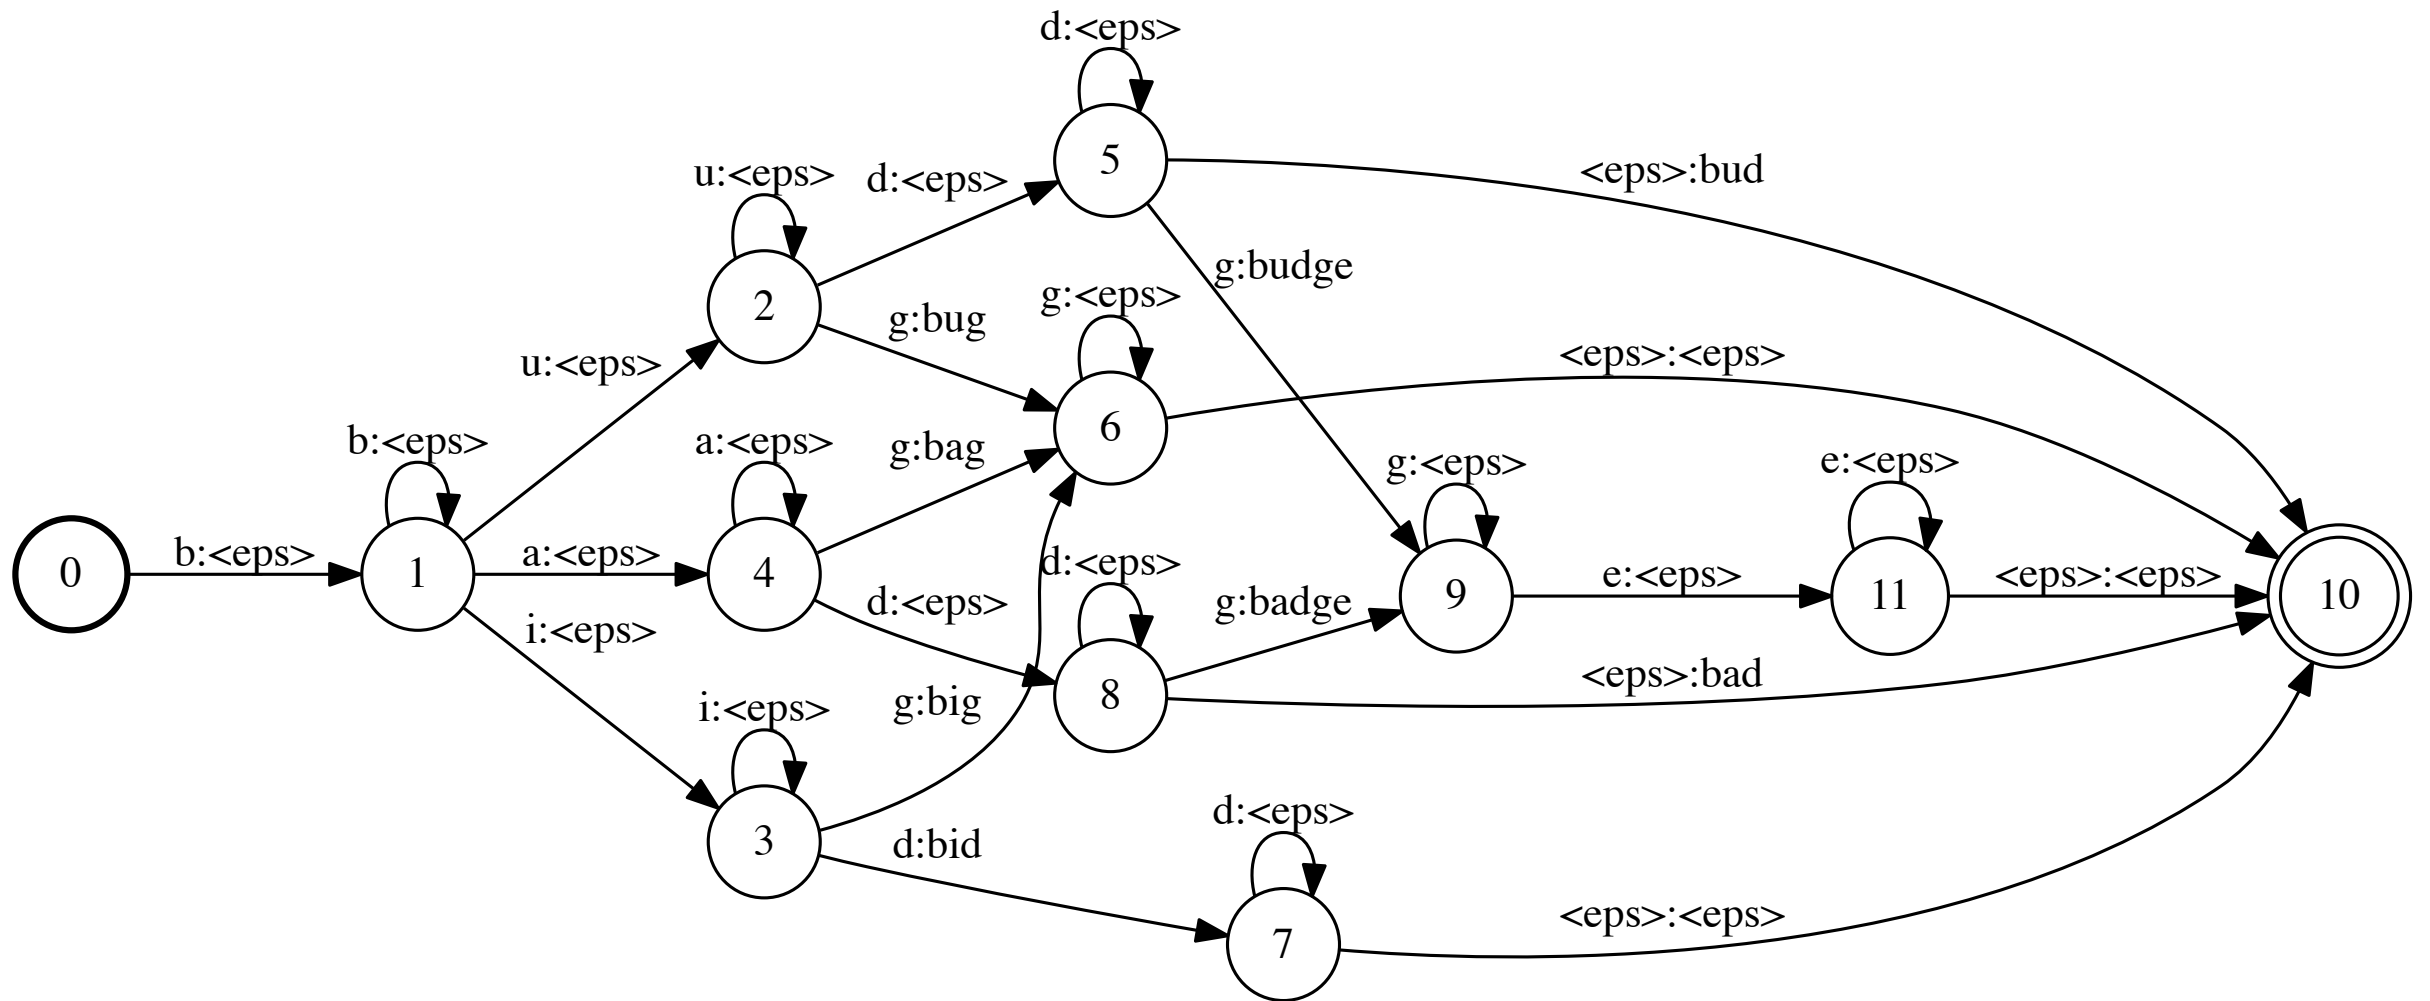 d:<eps>
5
<eps>:bud
u:<eps>
d:<eps>
2
g:budge
g:<eps>
g:bug
u:<eps>
<eps>:<eps>
6
b:<eps>
a:<eps>
g:bag
g:<eps>
e:<eps>
0
b:<eps>
1
a:<eps>
4
d:<eps>
d:<eps>
g:badge
9
e:<eps>
11
<eps>:<eps>
10
i:<eps>
i:<eps>
g:big
8
<eps>:bad
3
d:bid
d:<eps>
7
<eps>:<eps>